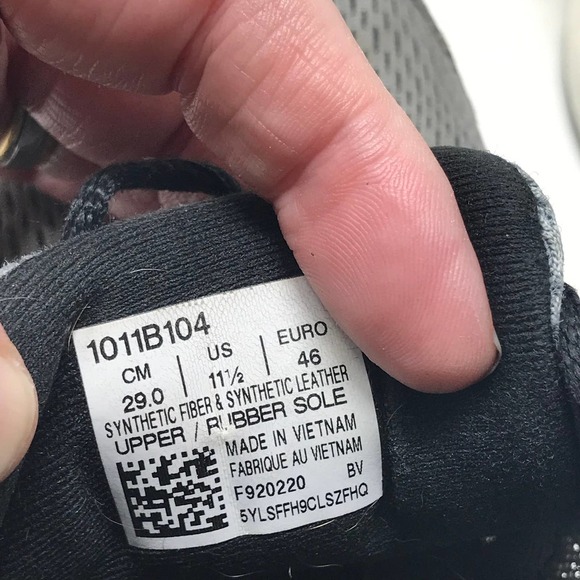 1011B104
CM | US | EURO
29.0 | 11½ | 46
SYNTHETIC FIBER & SYNTHETIC LEATHER
UPPER / RUBBER SOLE
MADE IN VIETNAM
FABRIQUE AU VIETNAM
F920220 BV
5YLSFFH9CLSZFHQ